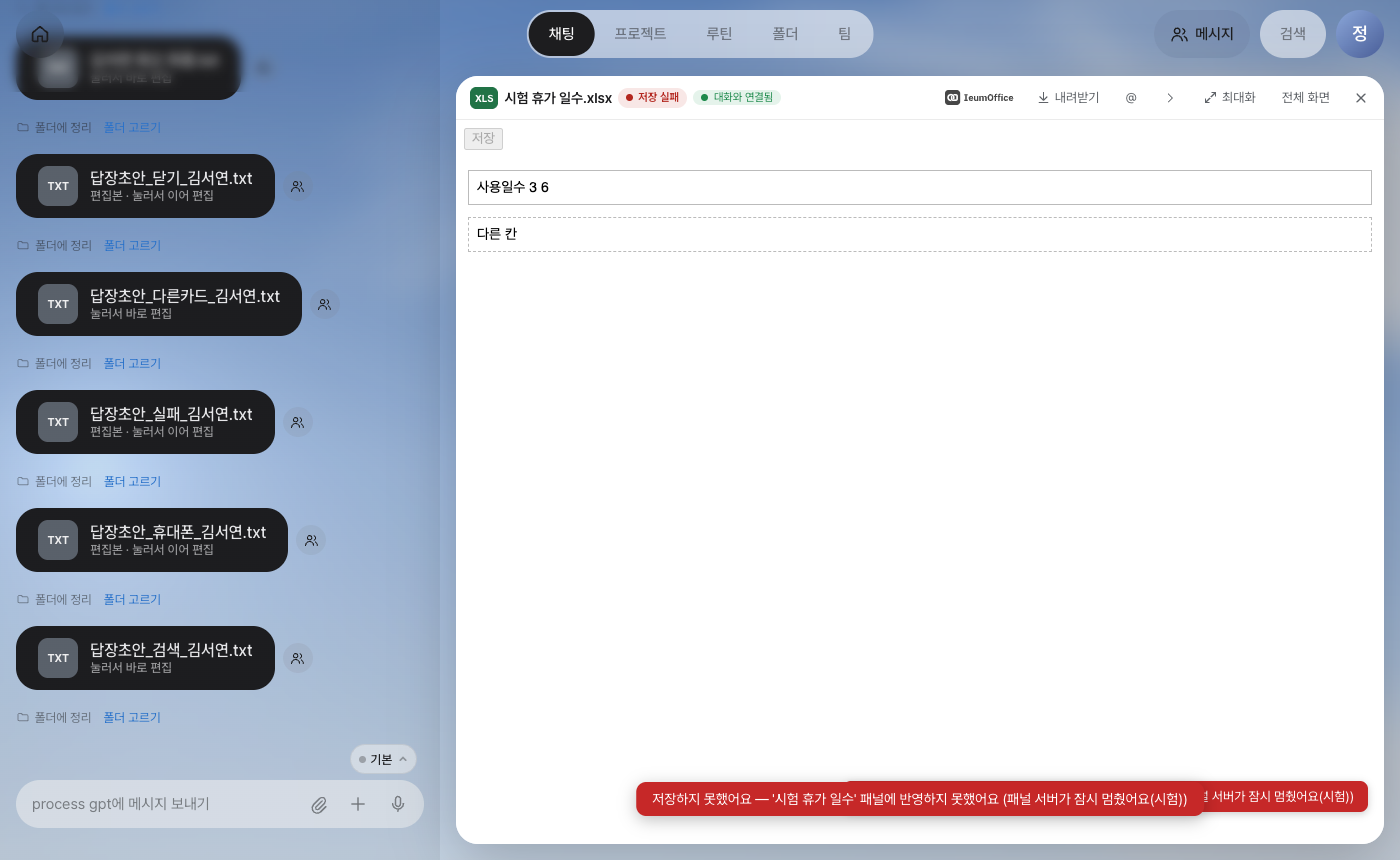 채팅
프로젝트
루틴
폴더
팀
메시지
검색
정
폴더에 정리 폴더 고르기
TXT
답장초안_닫기_김서연.txt
편집본 · 눌러서 이어 편집
폴더에 정리 폴더 고르기
TXT
답장초안_다른카드_김서연.txt
눌러서 바로 편집
폴더에 정리 폴더 고르기
TXT
답장초안_실패_김서연.txt
편집본 · 눌러서 이어 편집
폴더에 정리 폴더 고르기
TXT
답장초안_휴대폰_김서연.txt
편집본 · 눌러서 이어 편집
폴더에 정리 폴더 고르기
TXT
답장초안_검색_김서연.txt
눌러서 바로 편집
폴더에 정리 폴더 고르기
기본
process gpt에 메시지 보내기
XLS 시험 휴가 일수.xlsx 저장 실패 대화와 연결됨
IeumOffice 내려받기 @ 최대화 전체 화면
저장
사용일수 3 6
다른 칸
저장하지 못했어요 — '시험 휴가 일수' 패널에 반영하지 못했어요 (패널 서버가 잠시 멈췄어요(시험))
서버가 잠시 멈췄어요(시험))